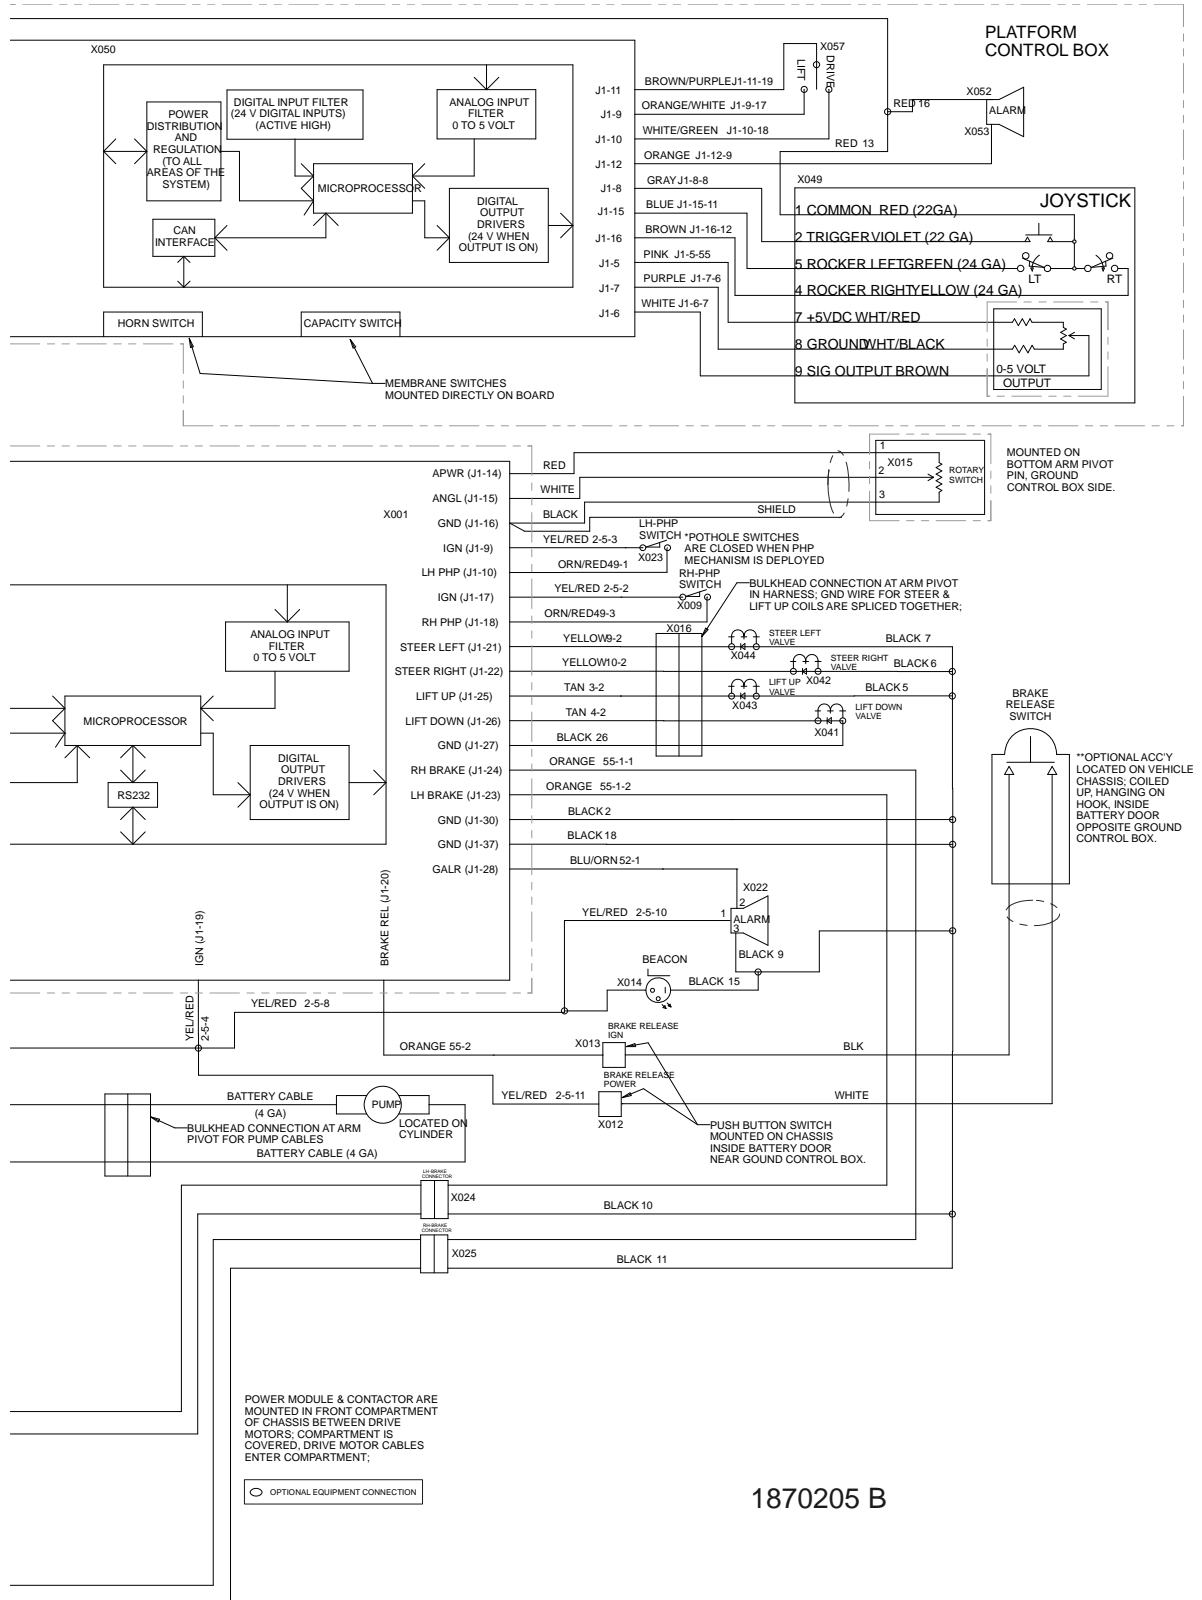 PLATFORM
CONTROL BOX
X050
X057
LIFT
DRIVE
POWER
DISTRIBUTION
AND
REGULATION
(TO ALL
AREAS OF THE
SYSTEM)
DIGITAL INPUT FILTER
(24 V DIGITAL INPUTS)
(ACTIVE HIGH)
ANALOG INPUT
FILTER
0 TO 5 VOLT
MICROPROCESSOR
CAN
INTERFACE
DIGITAL
OUTPUT
DRIVERS
(24 V WHEN
OUTPUT IS ON)
HORN SWITCH
CAPACITY SWITCH
MEMBRANE SWITCHES
MOUNTED DIRECTLY ON BOARD
J1-11 BROWN/PURPLEJ1-11-19
J1-9 ORANGE/WHITE J1-9-17
J1-10 WHITE/GREEN J1-10-18
J1-12 ORANGE J1-12-9
J1-8 GRAYJ1-8-8
J1-15 BLUE J1-15-11
J1-16 BROWN J1-16-12
J1-5 PINK J1-5-55
J1-7 PURPLE J1-7-6
J1-6 WHITE J1-6-7
RED 16
RED 13
X052
ALARM
X053
X049
JOYSTICK
1 COMMON RED (22GA)
2 TRIGGERVIOLET (22 GA)
5 ROCKER LEFTGREEN (24 GA)
LT
RT
4 ROCKER RIGHTYELLOW (24 GA)
7 +5VDC WHT/RED
8 GROUNDWHT/BLACK
9 SIG OUTPUT BROWN
0-5 VOLT
OUTPUT
X001
APWR (J1-14) RED
ANGL (J1-15) WHITE
GND (J1-16) BLACK
SHIELD
IGN (J1-9) YEL/RED 2-5-3
LH PHP (J1-10) ORN/RED49-1
IGN (J1-17) YEL/RED 2-5-2
RH PHP (J1-18) ORN/RED49-3
STEER LEFT (J1-21) YELLOW9-2
STEER RIGHT (J1-22) YELLOW10-2
LIFT UP (J1-25) TAN 3-2
LIFT DOWN (J1-26) TAN 4-2
GND (J1-27) BLACK 26
RH BRAKE (J1-24) ORANGE 55-1-1
LH BRAKE (J1-23) ORANGE 55-1-2
GND (J1-30) BLACK 2
GND (J1-37) BLACK 18
GALR (J1-28) BLU/ORN 52-1
1
2
3
X015
ROTARY
SWITCH
MOUNTED ON
BOTTOM ARM PIVOT
PIN, GROUND
CONTROL BOX SIDE.
LH-PHP
SWITCH
X023
*POTHOLE SWITCHES
ARE CLOSED WHEN PHP
MECHANISM IS DEPLOYED
RH-PHP
SWITCH
X009
BULKHEAD CONNECTION AT ARM PIVOT
IN HARNESS; GND WIRE FOR STEER &
LIFT UP COILS ARE SPLICED TOGETHER;
X016
STEER LEFT
VALVE
X044
BLACK 7
STEER RIGHT
VALVE
X042
BLACK 6
LIFT UP
VALVE
X043
BLACK 5
LIFT DOWN
VALVE
X041
BRAKE
RELEASE
SWITCH
**OPTIONAL ACC'Y
LOCATED ON VEHICLE
CHASSIS; COILED
UP, HANGING ON
HOOK, INSIDE
BATTERY DOOR
OPPOSITE GROUND
CONTROL BOX.
ANALOG INPUT
FILTER
0 TO 5 VOLT
MICROPROCESSOR
RS232
DIGITAL
OUTPUT
DRIVERS
(24 V WHEN
OUTPUT IS ON)
IGN (J1-19)
BRAKE REL (J1-20)
X022
2
1
ALARM
3
YEL/RED 2-5-10
BLACK 9
BEACON
X014
BLACK 15
YEL/RED
2-5-4
YEL/RED 2-5-8
ORANGE 55-2
X013
BRAKE RELEASE
IGN
BLK
BRAKE RELEASE
POWER
YEL/RED 2-5-11
X012
WHITE
PUSH BUTTON SWITCH
MOUNTED ON CHASSIS
INSIDE BATTERY DOOR
NEAR GOUND CONTROL BOX.
BATTERY CABLE
(4 GA)
PUMP
LOCATED ON
CYLINDER
BULKHEAD CONNECTION AT ARM
PIVOT FOR PUMP CABLES
BATTERY CABLE (4 GA)
LH-BRAKE
CONNECTOR
X024
BLACK 10
RH-BRAKE
CONNECTOR
X025
BLACK 11
POWER MODULE & CONTACTOR ARE
MOUNTED IN FRONT COMPARTMENT
OF CHASSIS BETWEEN DRIVE
MOTORS; COMPARTMENT IS
COVERED, DRIVE MOTOR CABLES
ENTER COMPARTMENT;
OPTIONAL EQUIPMENT CONNECTION
1870205 B